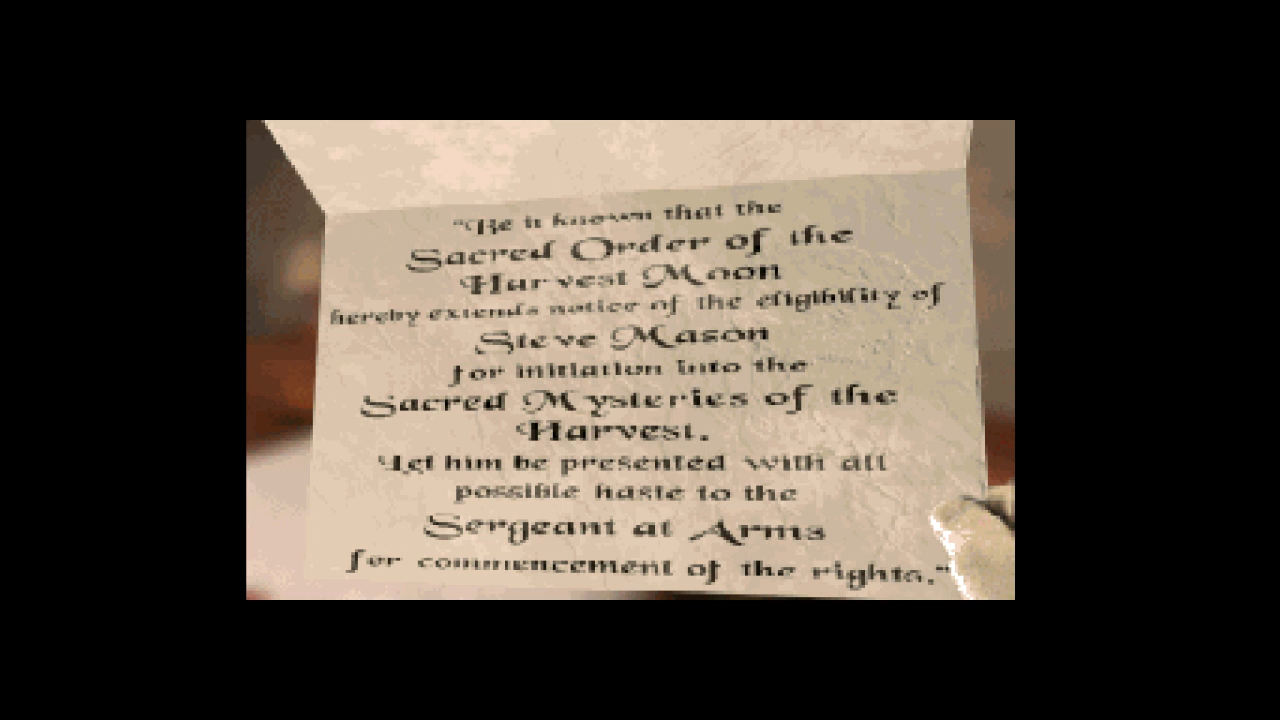 "Be it known that the
Sacred Order of the
Harvest Moon
hereby extends notice of the eligibility of
Steve Mason
for initiation into the
Sacred Mysteries of the
Harvest.
Let him be presented with all
possible haste to the
Sergeant at Arms
for commencement of the rights."